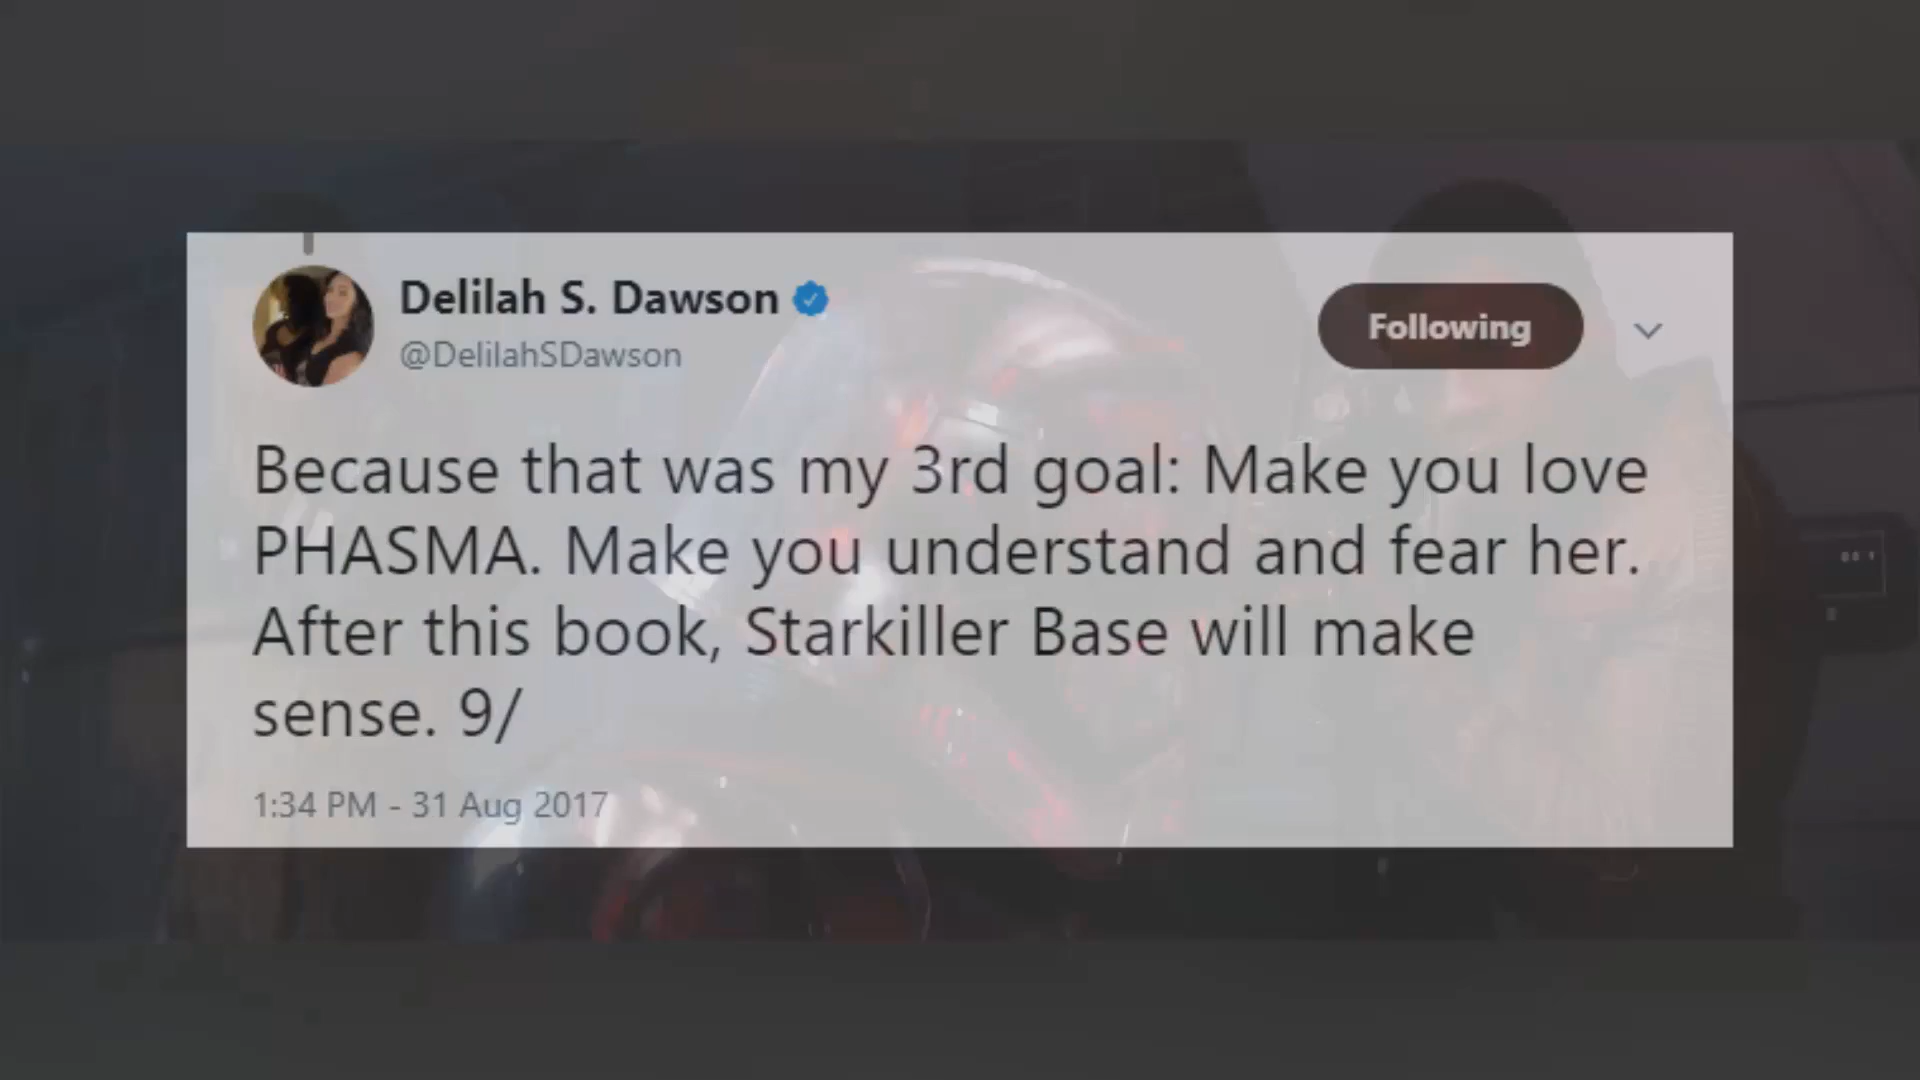 Delilah S. Dawson
@DelilahSDawson
Following
Because that was my 3rd goal: Make you love
PHASMA. Make you understand and fear her.
After this book, Starkiller Base will make
sense. 9/
1:34 PM - 31 Aug 2017